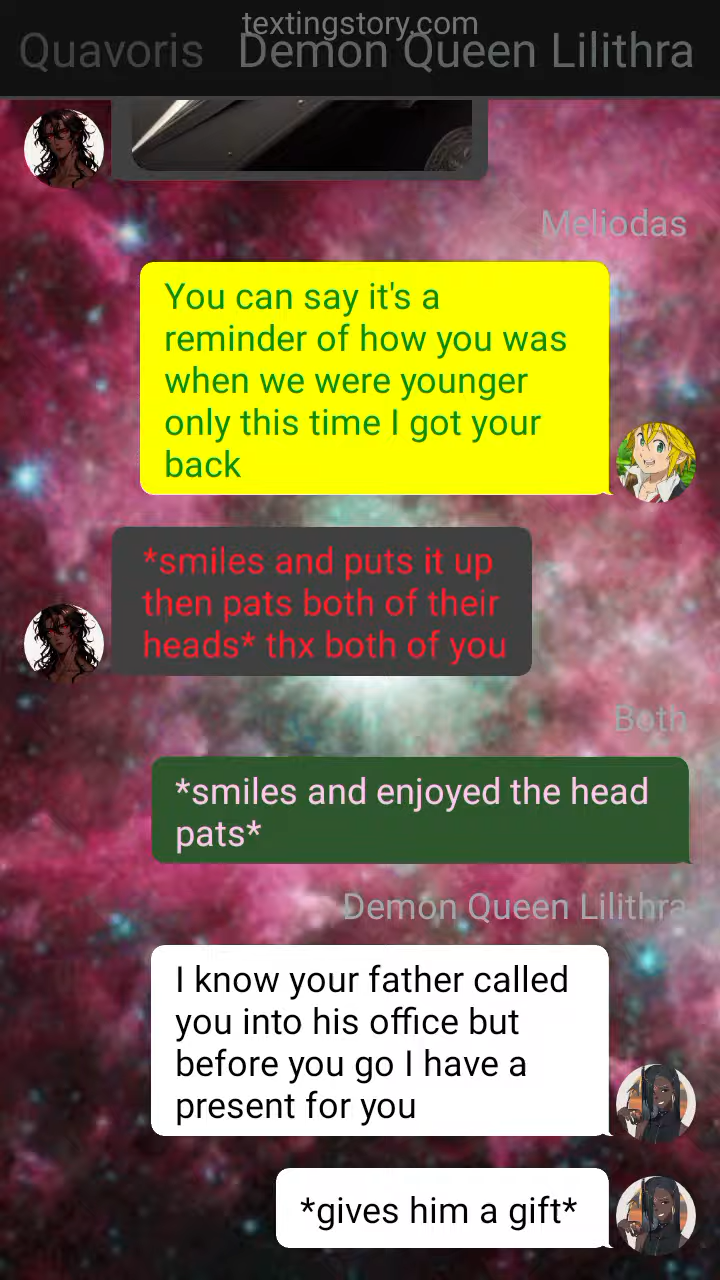 textingstory.com
Quavoris Demon Queen Lilithra
Meliodas
You can say it's a
reminder of how you was
when we were younger
only this time I got your
back
*smiles and puts it up
then pats both of their
heads* thx both of you
Both
*smiles and enjoyed the head
pats*
Demon Queen Lilithra
I know your father called
you into his office but
before you go I have a
present for you
*gives him a gift*